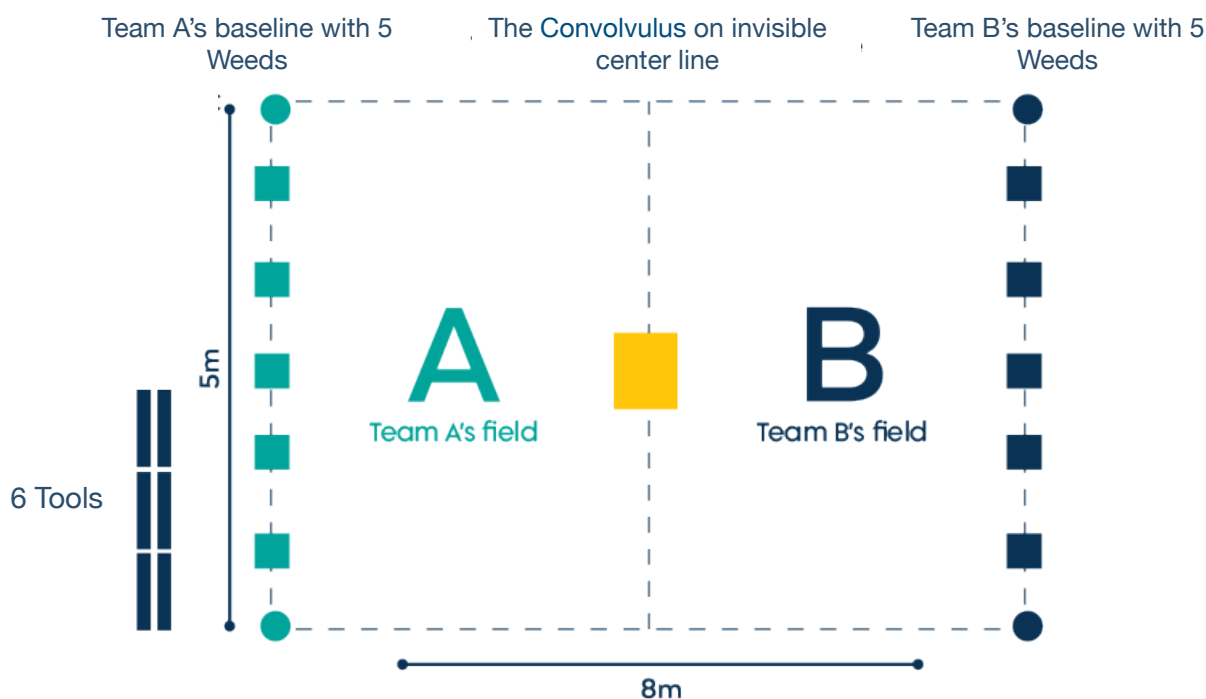 Team A's baseline with 5
Weeds
The Convolvulus on invisible
center line
Team B's baseline with 5
Weeds
5m
A
Team A's field
B
Team B's field
6 Tools
8m